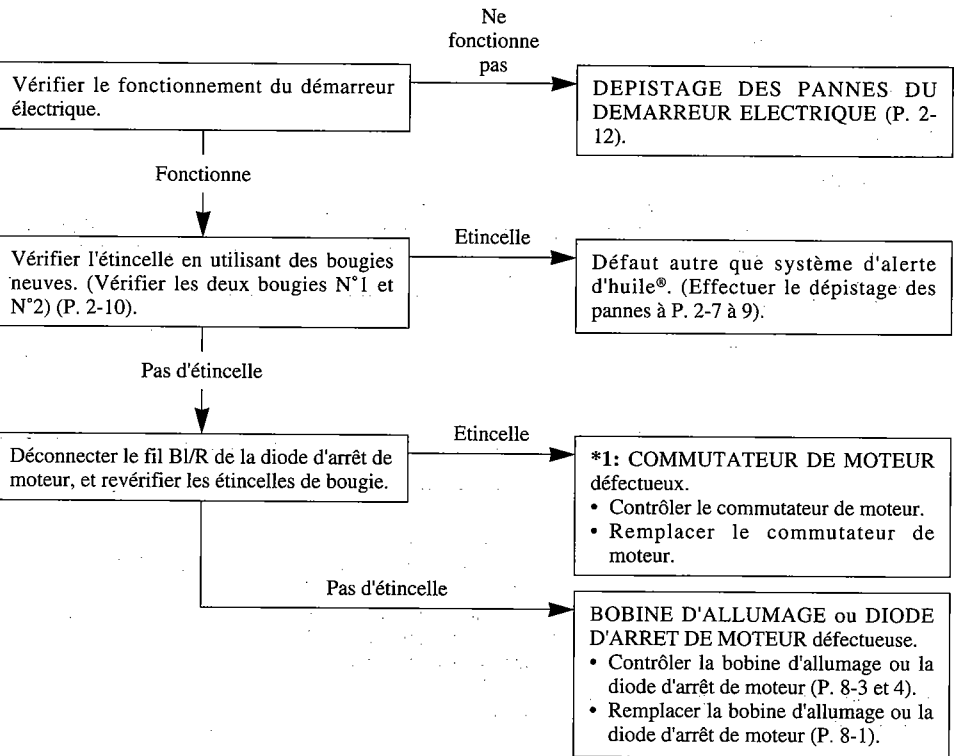 Ne
fonctionne
pas
Vérifier le fonctionnement du démarreur
électrique.
DEPISTAGE DES PANNES DU
DEMARREUR ELECTRIQUE (P. 2-
12).
Fonctionne
Vérifier l'étincelle en utilisant des bougies
neuves. (Vérifier les deux bougies N°1 et
N°2) (P. 2-10).
Etincelle
Défaut autre que système d'alerte
d'huile®. (Effectuer le dépistage des
pannes à P. 2-7 à 9).
Pas d'étincelle
Déconnecter le fil Bl/R de la diode d'arrêt de
moteur, et revérifier les étincelles de bougie.
Etincelle
*1: COMMUTATEUR DE MOTEUR
défectueux.
• Contrôler le commutateur de moteur.
• Remplacer le commutateur de
moteur.
Pas d'étincelle
BOBINE D'ALLUMAGE ou DIODE
D'ARRET DE MOTEUR défectueuse.
• Contrôler la bobine d'allumage ou la
diode d'arrêt de moteur (P. 8-3 et 4).
• Remplacer la bobine d'allumage ou la
diode d'arrêt de moteur (P. 8-1).